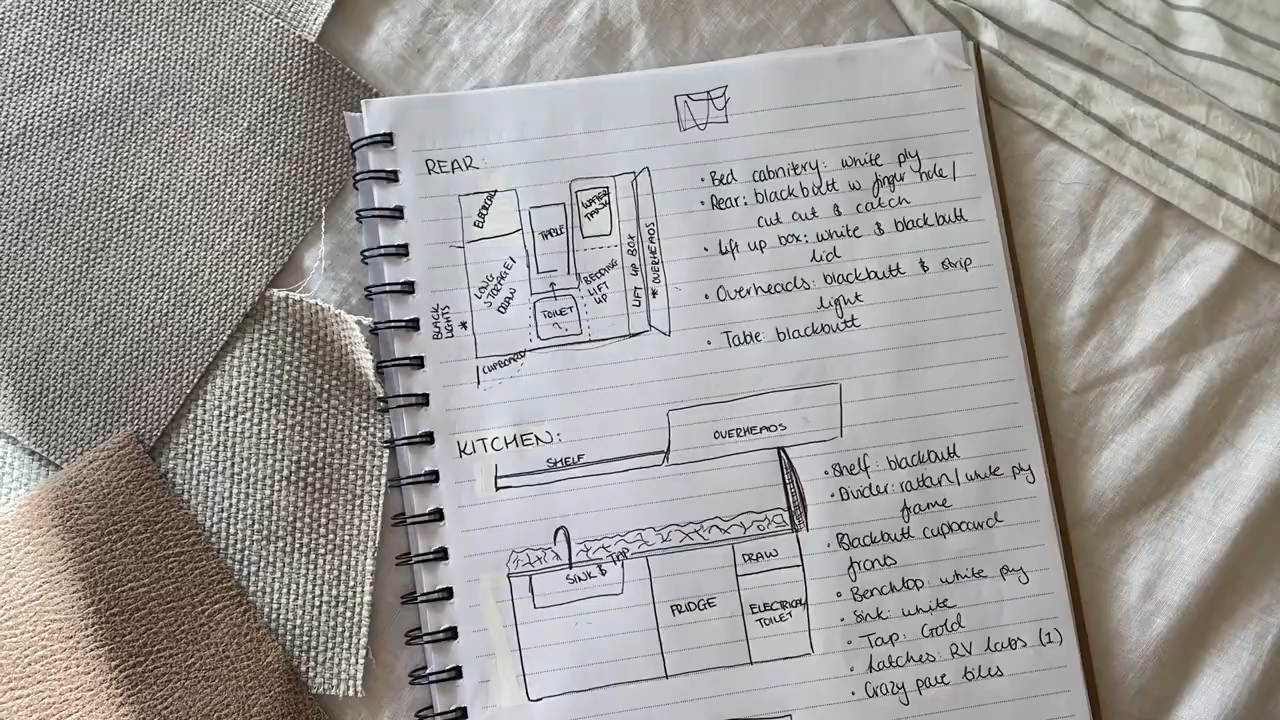 REAR:
ELECTRICAL
WATER
TANK
TABLE
LONG
STORAGE/
DRAW
BEDDING
LIFT
UP
LIFT UP BOX
* OVERHEADS
TOILET
?
BLACK
LIGHTS
*
CUPBOARD
• Bed cabnitery: white ply
• Rear: blackbutt w finger hole/
cut out & catch
• Lift up box: white & blackbutt
lid
• Overheads: blackbutt & strip
light
• Table: blackbutt
KITCHEN:
SHELF
OVERHEADS
SINK & TAP
FRIDGE
DRAW
ELECTRICAL
TOILET
• Shelf: blackbutt
• Divider: rattan/white ply
frame
• Blackbutt cupboard
fronts
• Benchtop: white ply
• Sink: white
• Tap: Gold
• Latches: RV labs (1)
• Crazy pave tiles